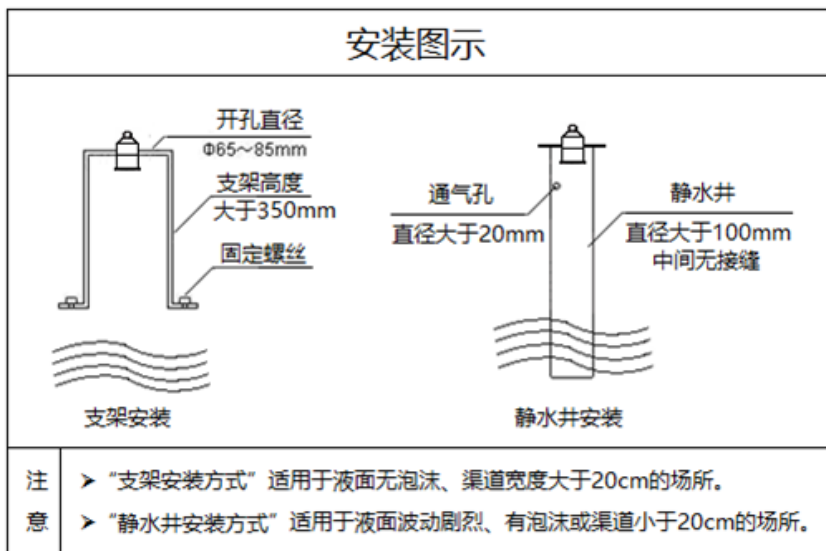 安装图示
开孔直径
Φ65～85mm
支架高度
大于350mm
固定螺丝
支架安装
通气孔
直径大于20mm
静水井
直径大于100mm
中间无接缝
静水井安装
注意
➤ “支架安装方式” 适用于液面无泡沫、渠道宽度大于20cm的场所。
➤ “静水井安装方式” 适用于液面波动剧烈、有泡沫或渠道小于20cm的场所。